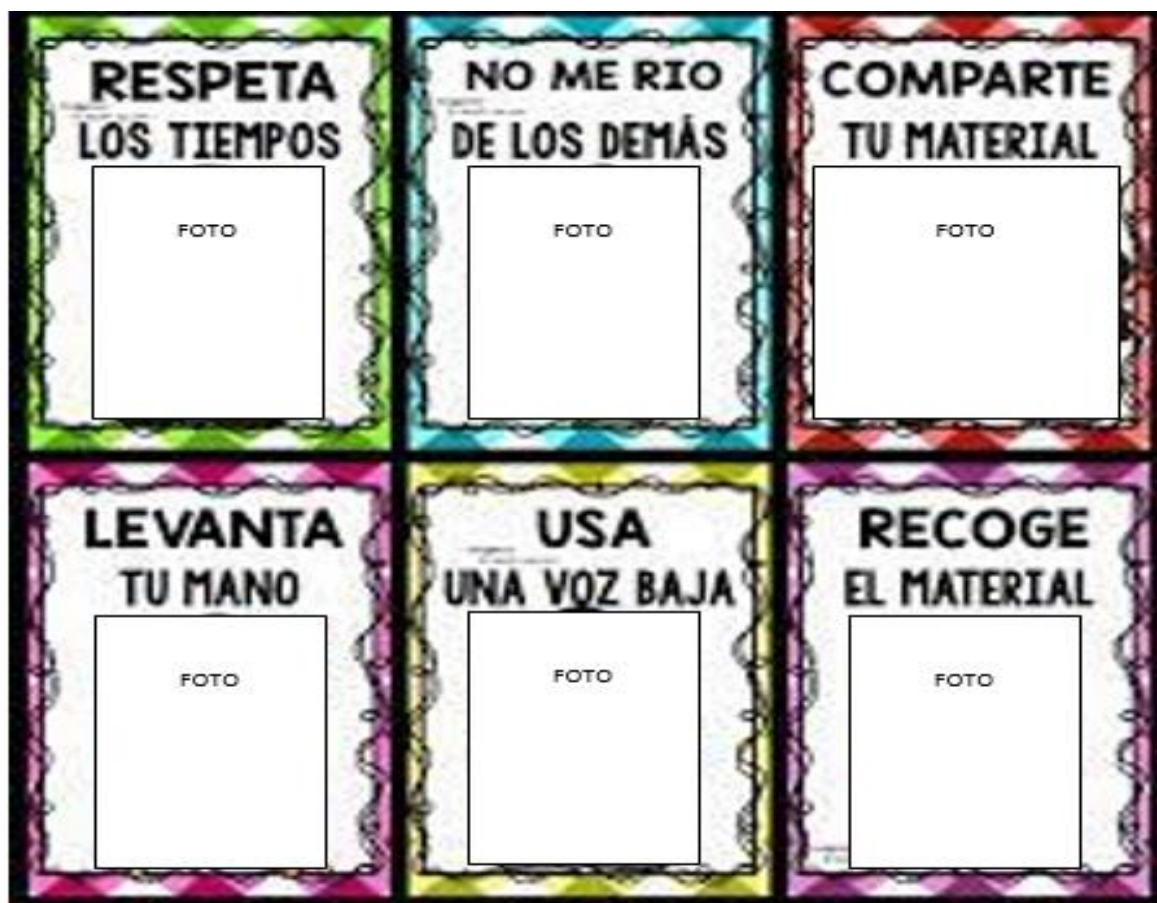 RESPETA
LOS TIEMPOS
FOTO
NO ME RIO
DE LOS DEMÁS
FOTO
COMPARTE
TU MATERIAL
FOTO
LEVANTA
TU MANO
FOTO
USA
UNA VOZ BAJA
FOTO
RECOGE
EL MATERIAL
FOTO